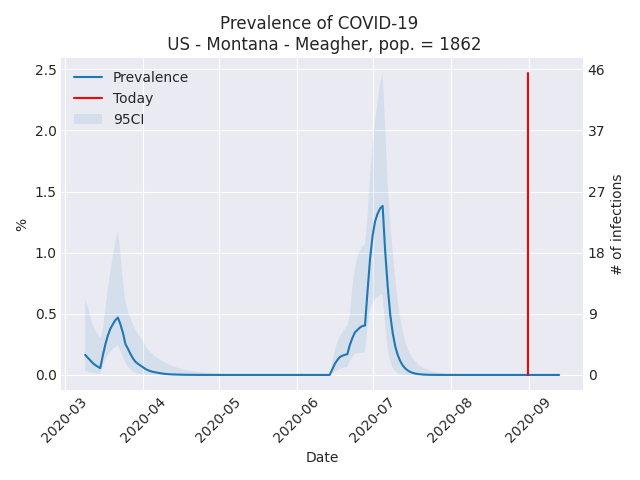 Prevalence of COVID-19
US - Montana - Meagher, pop. = 1862
Prevalence
Today
95CI
2.5
2.0
1.5
1.0
0.5
0.0
%
46
37
27
18
9
0
# of infections
2020-03
2020-04
2020-05
2020-06
2020-07
2020-08
2020-09
Date